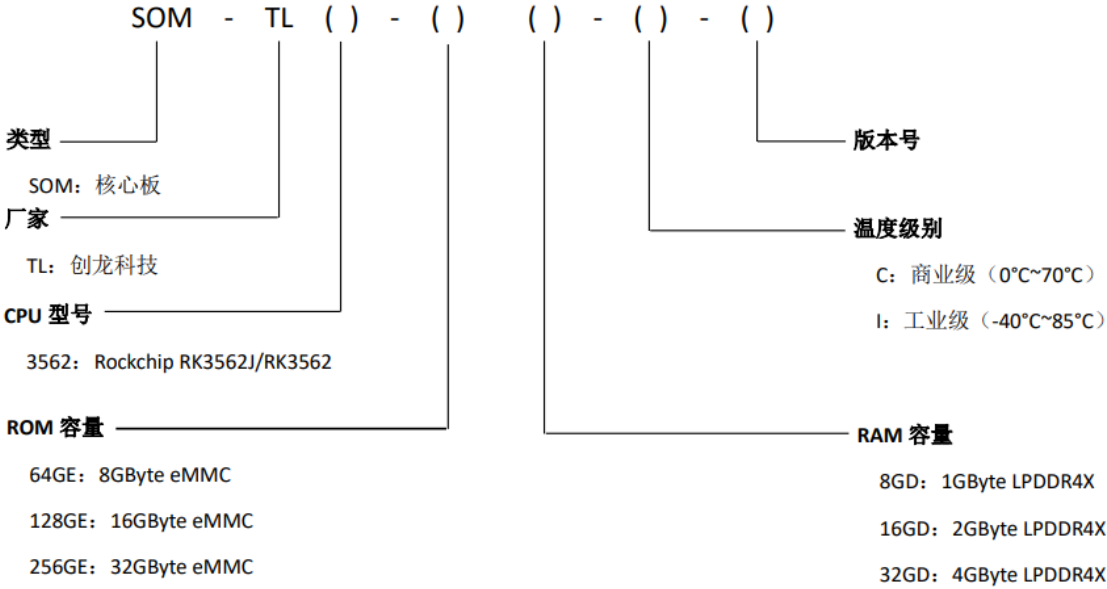 SOM - TL ( ) - ( ) ( ) - ( ) - ( )
类型
SOM：核心板
厂家
TL：创龙科技
CPU 型号
3562：Rockchip RK3562J/RK3562
ROM 容量
64GE：8GByte eMMC
128GE：16GByte eMMC
256GE：32GByte eMMC
版本号
温度级别
C：商业级（0°C~70°C）
I：工业级（-40°C~85°C）
RAM 容量
8GD：1GByte LPDDR4X
16GD：2GByte LPDDR4X
32GD：4GByte LPDDR4X